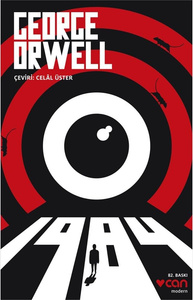 GEORGE
ORWELL
ÇEVİRİ: CELÂL ÜSTER
1984
82. BASKI
can
modern